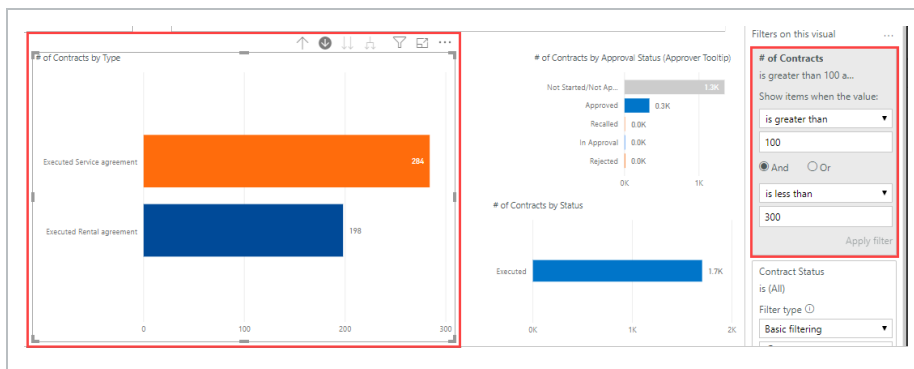 # of Contracts by Type
Executed Service agreement
284
Executed Rental agreement
198
0
100
200
300
# of Contracts by Approval Status (Approver Tooltip)
Not Started/Not Ap...
1.3K
Approved
0.3K
Recalled
0.0K
In Approval
0.0K
Rejected
0.0K
0K
1K
# of Contracts by Status
Executed
1.7K
0K
1K
2K
Filters on this visual
...
# of Contracts
is greater than 100 a...
Show items when the value:
is greater than
100
And
Or
is less than
300
Apply filter
Contract Status
is (All)
Filter type
Basic filtering